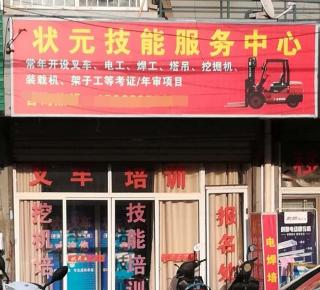 状元技能服务中心
常年开设叉车、电工、焊工、塔吊、挖掘机、
装载机、架子工等考证/年审项目
叉车培训
挖机培
技能培训
报名处
电焊培